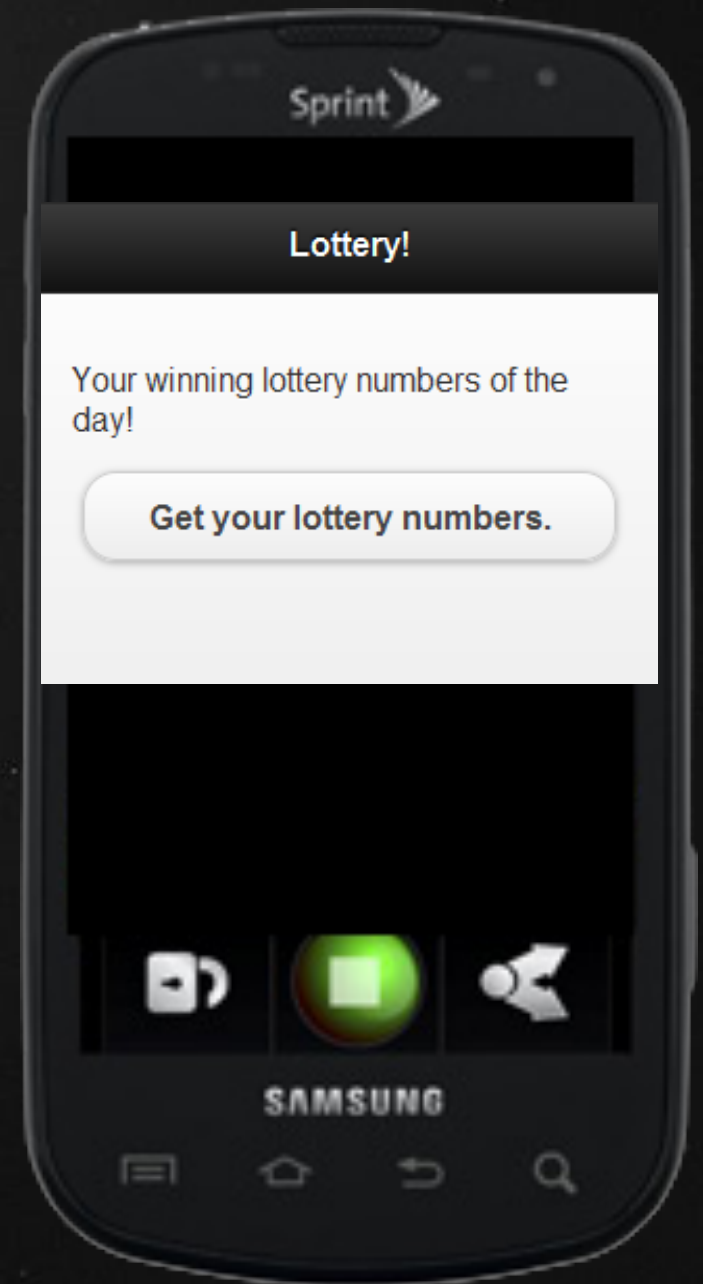 Sprint
Lottery!
Your winning lottery numbers of the
day!
Get your lottery numbers.
SAMSUNG